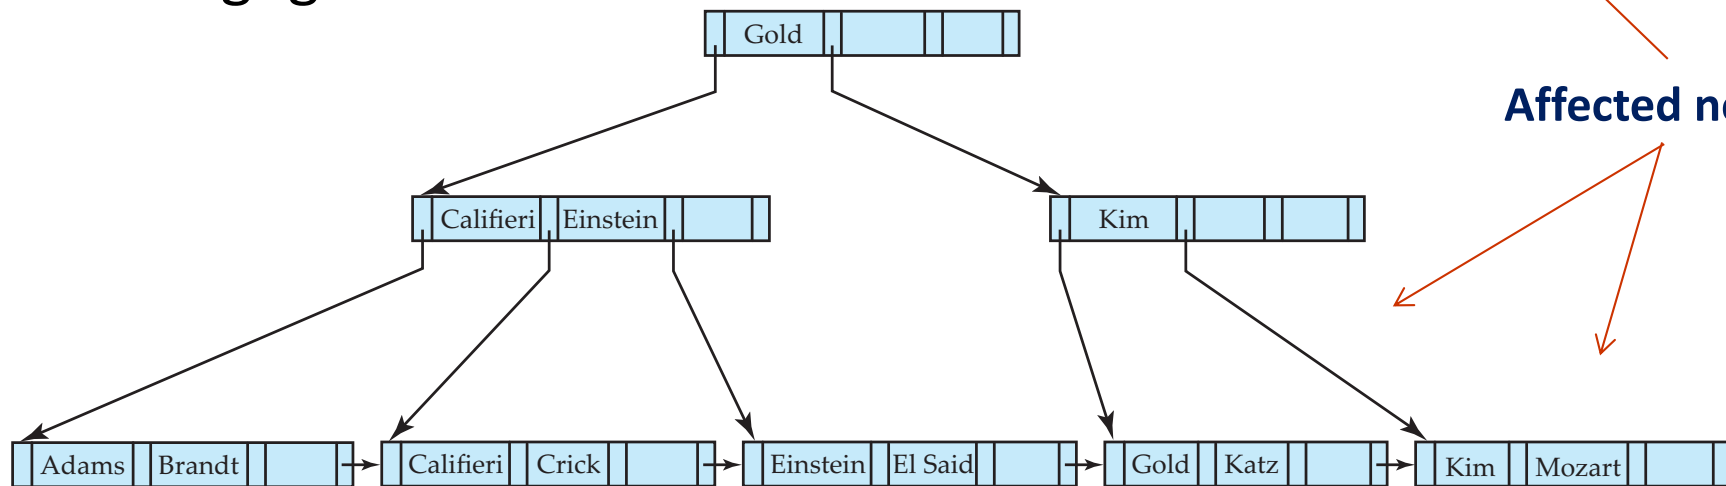 Gold
Affected
Califieri Einstein
Kim
Adams Brandt
Califieri Crick
Einstein El Said
Gold Katz
Kim Mozart